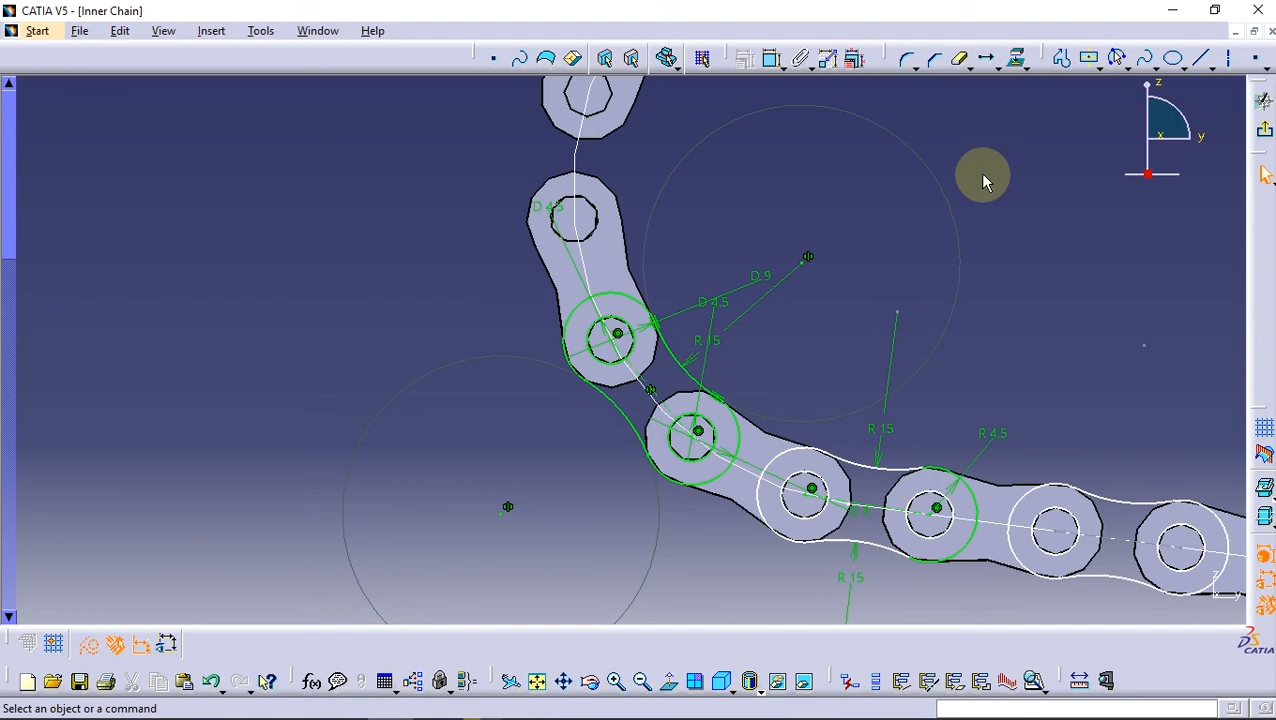 CATIA V5 - [Inner Chain]
Start File Edit View Insert Tools Window Help
z
x y
D 4.5
D 9
D 4.5
R 15
R 15
R 4.5
R 15
z
x y
CATIA
f(x)
Select an object or a command